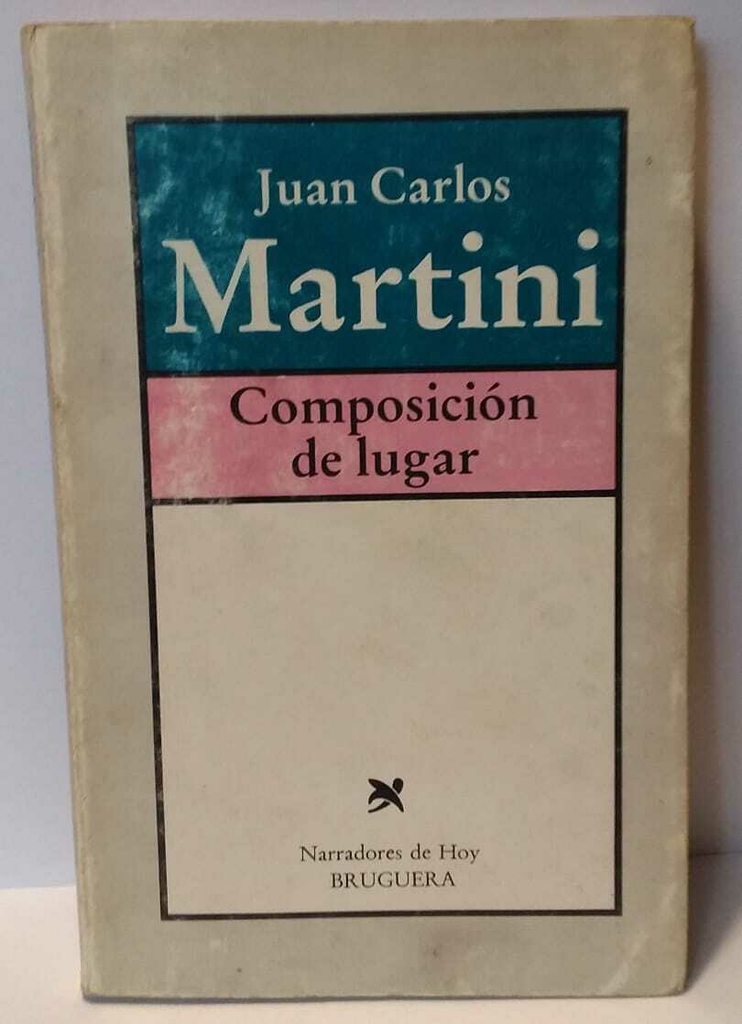 Juan Carlos
Martini
Composición
de lugar
Narradores de Hoy
BRUGUERA